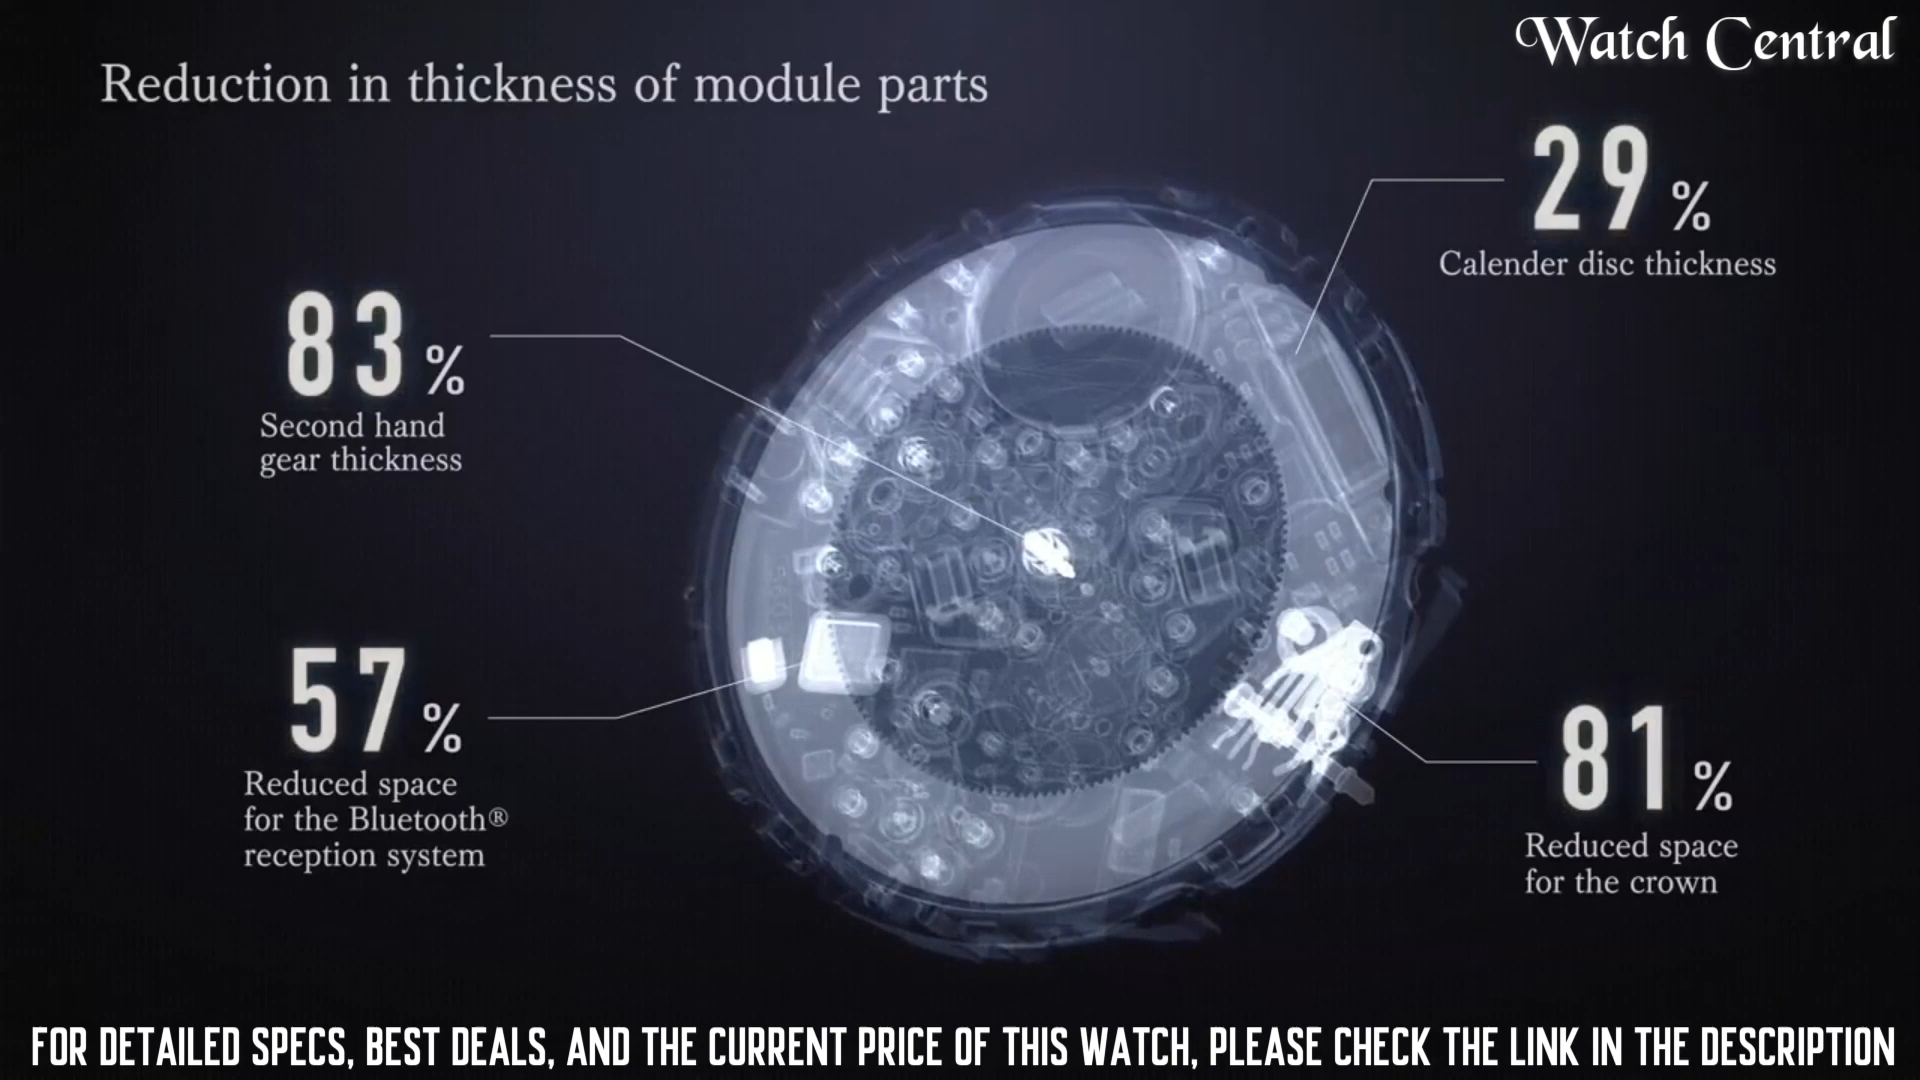 Watch Central
Reduction in thickness of module parts
29 %
Calender disc thickness
83 %
Second hand
gear thickness
57 %
Reduced space
for the Bluetooth®
reception system
81 %
Reduced space
for the crown
FOR DETAILED SPECS, BEST DEALS, AND THE CURRENT PRICE OF THIS WATCH, PLEASE CHECK THE LINK IN THE DESCRIPTION